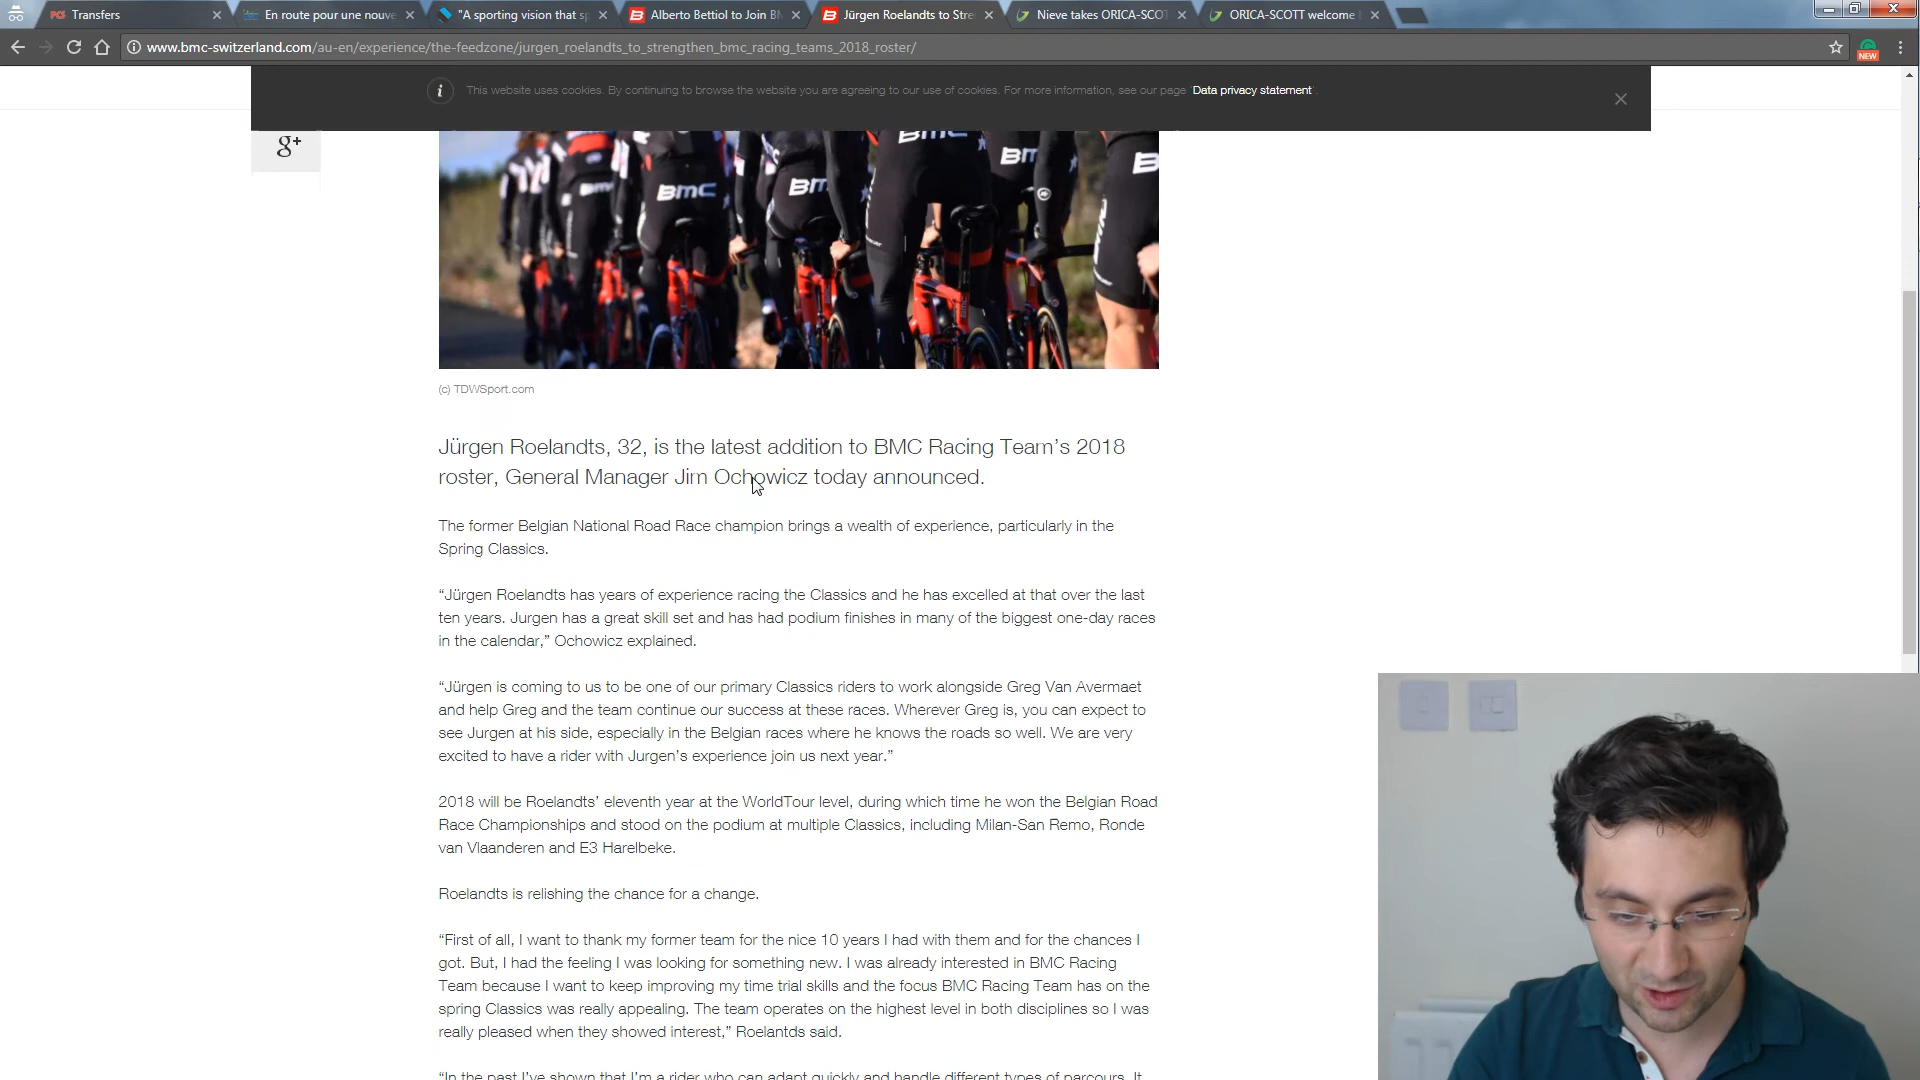 PCS Transfers
En route pour une nouve
"A sporting vision that sp
Alberto Bettiol to Join BM
Jürgen Roelandts to Stre
Nieve takes ORICA-SCOT
ORICA-SCOTT welcome
www.bmc-switzerland.com/au-en/experience/the-feedzone/jurgen_roelandts_to_strengthen_bmc_racing_teams_2018_roster/
NEW
This website uses cookies. By continuing to browse the website you are agreeing to our use of cookies. For more information, see our page Data privacy statement .
g+
BMC
BMC
BMC
(c) TDWSport.com
Jürgen Roelandts, 32, is the latest addition to BMC Racing Team’s 2018
roster, General Manager Jim Ochowicz today announced.
The former Belgian National Road Race champion brings a wealth of experience, particularly in the
Spring Classics.
“Jürgen Roelandts has years of experience racing the Classics and he has excelled at that over the last
ten years. Jurgen has a great skill set and has had podium finishes in many of the biggest one-day races
in the calendar,” Ochowicz explained.
“Jürgen is coming to us to be one of our primary Classics riders to work alongside Greg Van Avermaet
and help Greg and the team continue our success at these races. Wherever Greg is, you can expect to
see Jurgen at his side, especially in the Belgian races where he knows the roads so well. We are very
excited to have a rider with Jurgen’s experience join us next year.”
2018 will be Roelandts’ eleventh year at the WorldTour level, during which time he won the Belgian Road
Race Championships and stood on the podium at multiple Classics, including Milan-San Remo, Ronde
van Vlaanderen and E3 Harelbeke.
Roelandts is relishing the chance for a change.
“First of all, I want to thank my former team for the nice 10 years I had with them and for the chances I
got. But, I had the feeling I was looking for something new. I was already interested in BMC Racing
Team because I want to keep improving my time trial skills and the focus BMC Racing Team has on the
spring Classics was really appealing. The team operates on the highest level in both disciplines so I was
really pleased when they showed interest,” Roelantds said.
“In the past I’ve shown that I’m a rider who can adapt quickly and handle different types of parcours. It